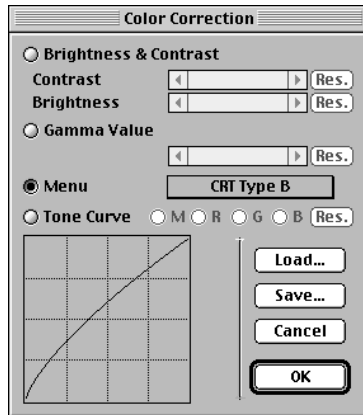 Color Correction
Brightness & Contrast
Contrast Res.
Brightness Res.
Gamma Value
Res.
Menu CRT Type B
Tone Curve M R G B Res.
Load...
Save...
Cancel
OK